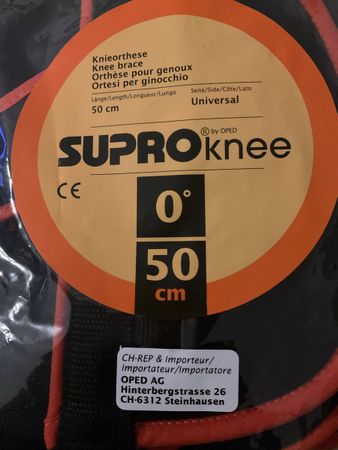 Knieorthese
Knee brace
Orthèse pour genoux
Ortesi per ginocchio
Länge/Length/Longueur/Lungo
50 cm
Seite/Side/Côte/Lato
Universal
SUPROknee
® by OPED
CE
0°
50
cm
CH-REP & Importeur/
Importateur/Importatore
OPED AG
Hinterbergstrasse 26
CH-6312 Steinhausen